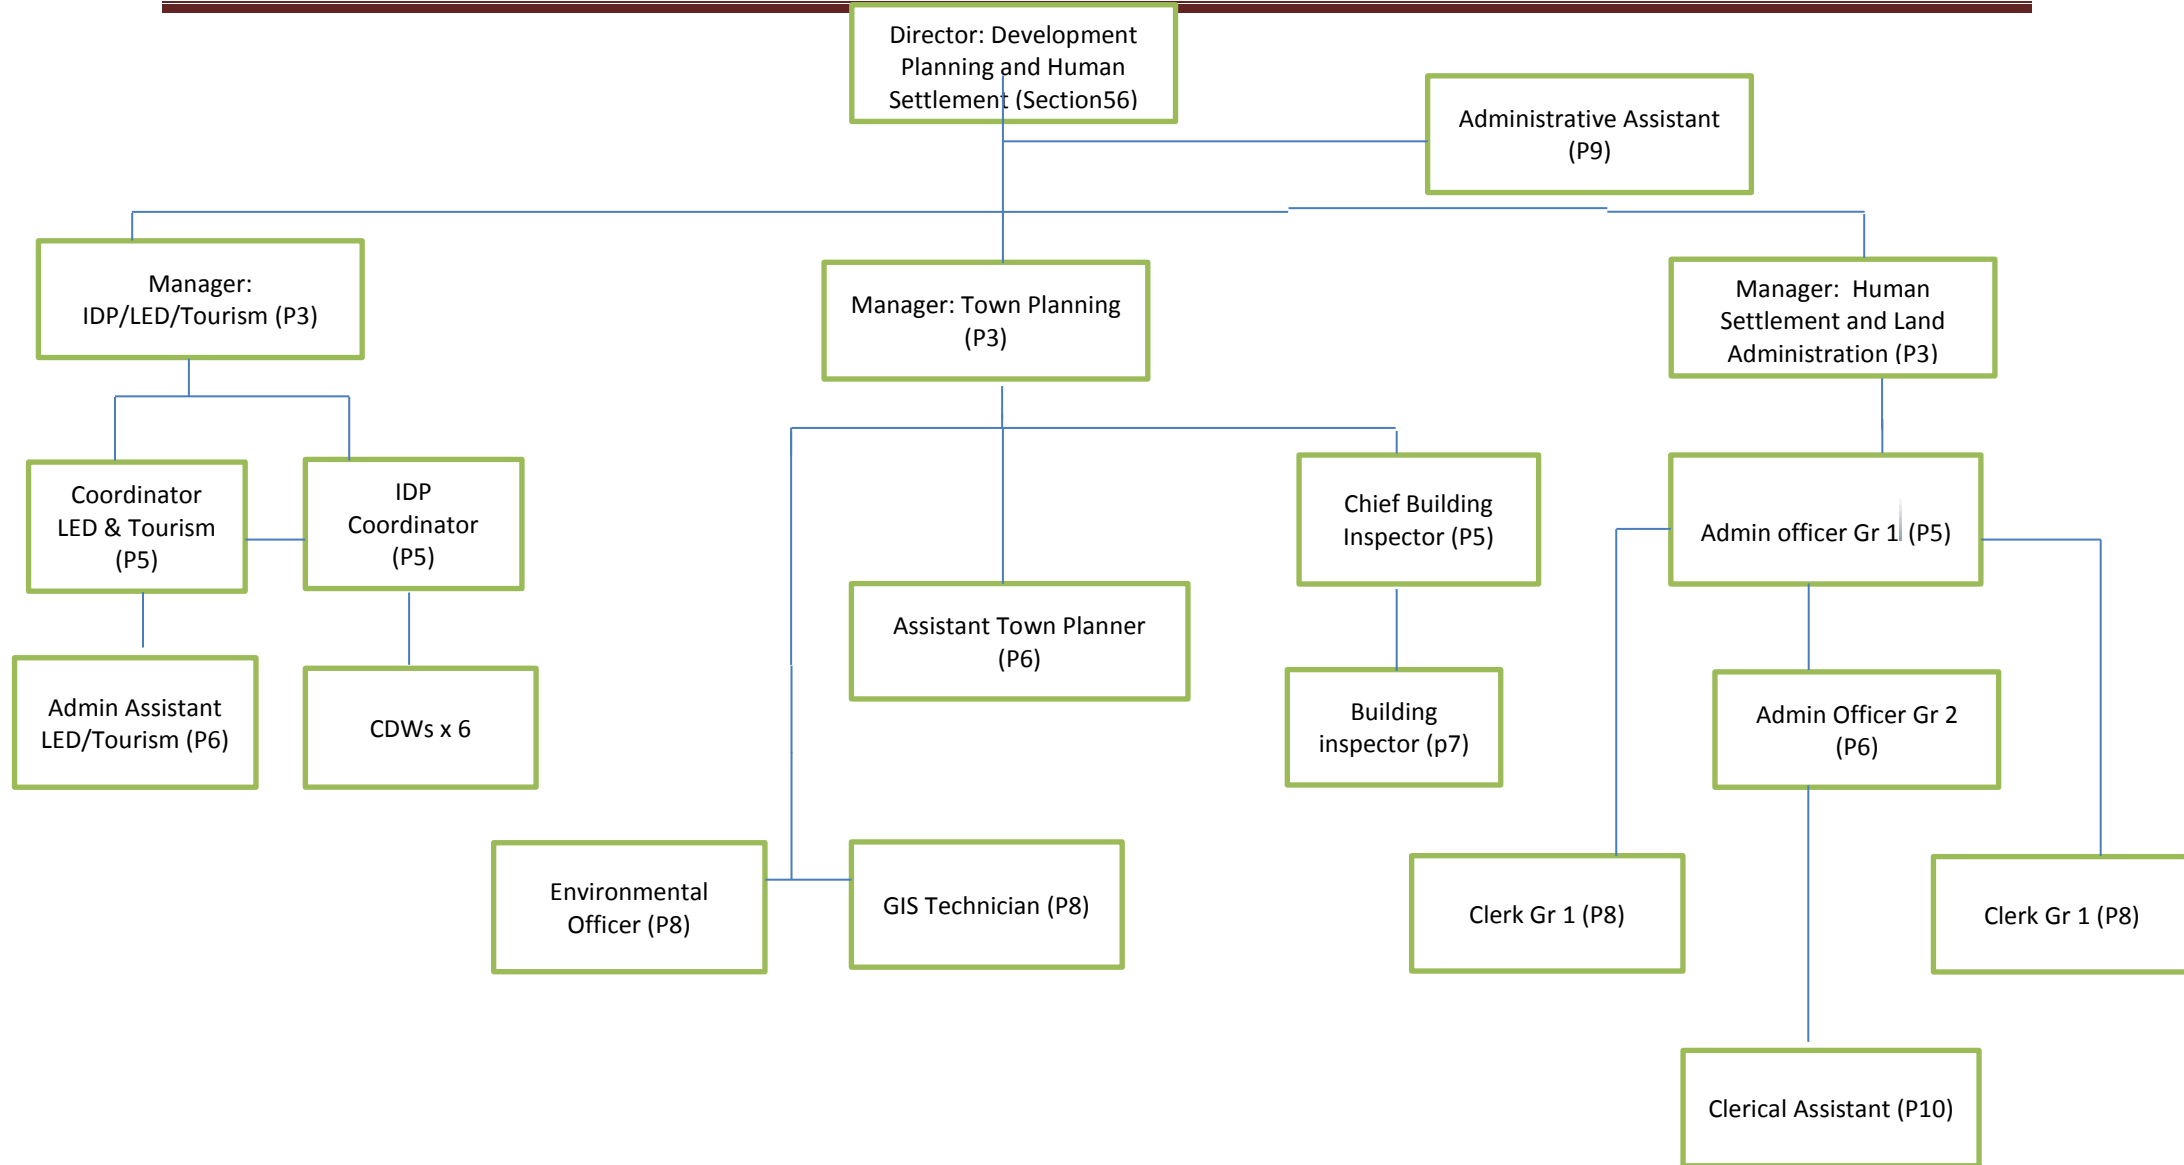 Director: Development
Planning and Human
Settlement (Section56)
Administrative Assistant
(P9)
Manager:
IDP/LED/Tourism (P3)
Manager: Town Planning
(P3)
Manager:  Human
Settlement and Land
Administration (P3)
Coordinator
LED & Tourism
(P5)
IDP
Coordinator
(P5)
Chief Building
Inspector (P5)
Admin officer Gr 1 (P5)
Assistant Town Planner
(P6)
Admin Assistant
LED/Tourism (P6)
CDWs x 6
Building
inspector (p7)
Admin Officer Gr 2
(P6)
Environmental
Officer (P8)
GIS Technician (P8)
Clerk Gr 1 (P8)
Clerk Gr 1 (P8)
Clerical Assistant (P10)